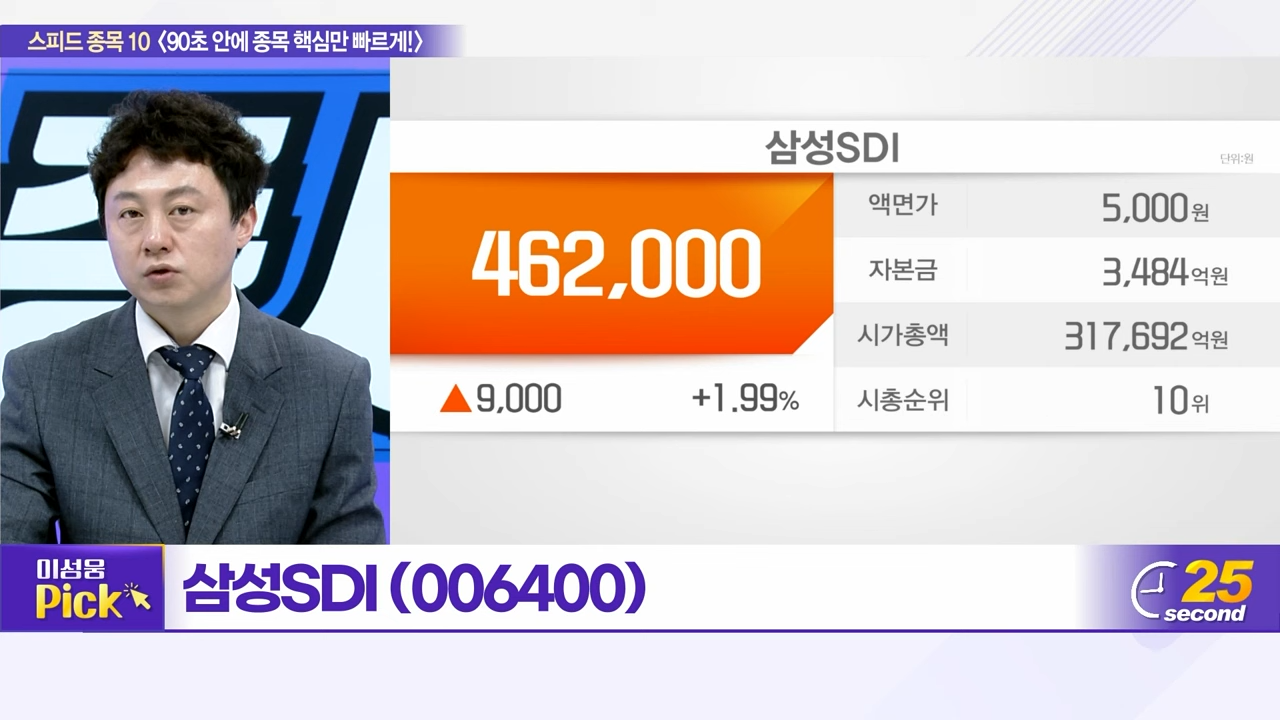 스피드 종목 10 〈90초 안에 종목 핵심만 빠르게!〉
삼성SDI
단위:원
462,000
▲9,000 +1.99%
액면가 5,000원
자본금 3,484억원
시가총액 317,692억원
시총순위 10위
이성웅
Pick
삼성SDI (006400)
25
second